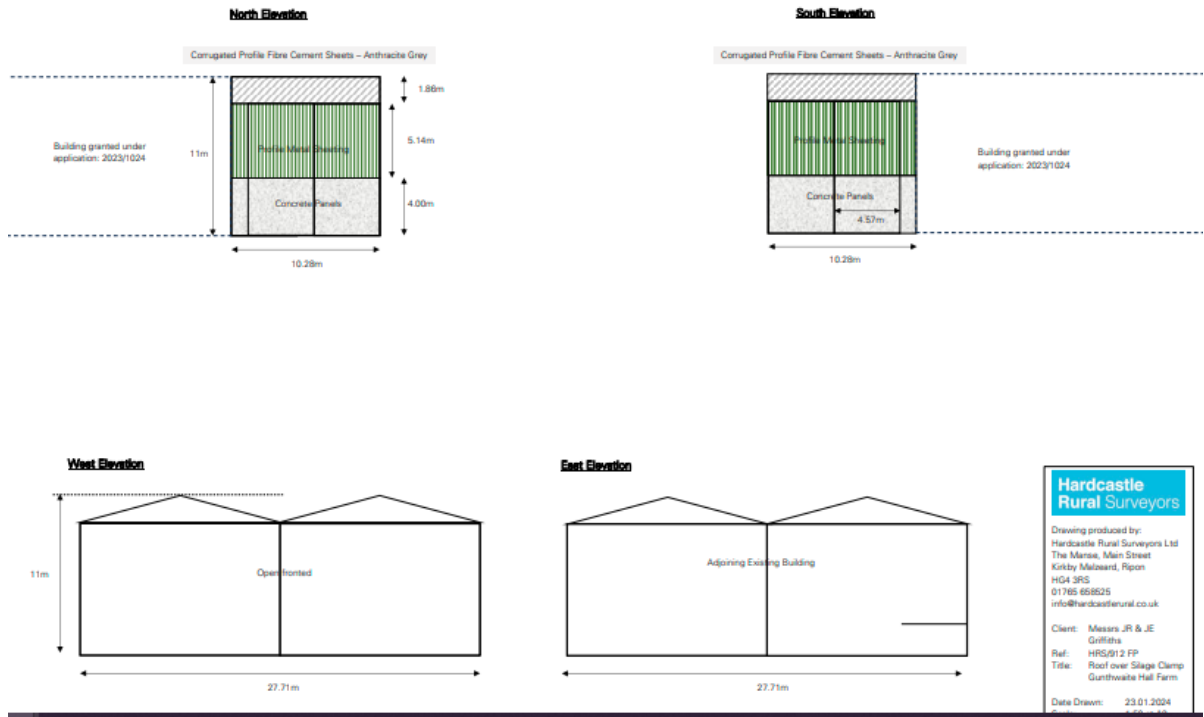 North Elevation
South Elevation
Corrugated Profile Fibre Cement Sheets – Anthracite Grey
Corrugated Profile Fibre Cement Sheets – Anthracite Grey
1.86m
Building granted under
application: 2023/1024
11m
Profile Metal Sheeting
5.14m
Profile Metal Sheeting
Building granted under
application: 2023/1024
Concrete Panels
4.00m
Concrete Panels
4.57m
10.28m
10.28m
West Elevation
East Elevation
11m
Open fronted
Adjoining Existing Building
27.71m
27.71m
Hardcastle
Rural Surveyors
Drawing produced by:
Hardcastle Rural Surveyors Ltd
The Manse, Main Street
Kirkby Malzeard, Ripon
HG4 3RS
01765 658525
info@hardcastlerural.co.uk
Client: Messrs JR & JE
Griffiths
Ref: HRS/912 FP
Title: Roof over Silage Clamp
Gunthwaite Hall Farm
Date Drawn: 23.01.2024